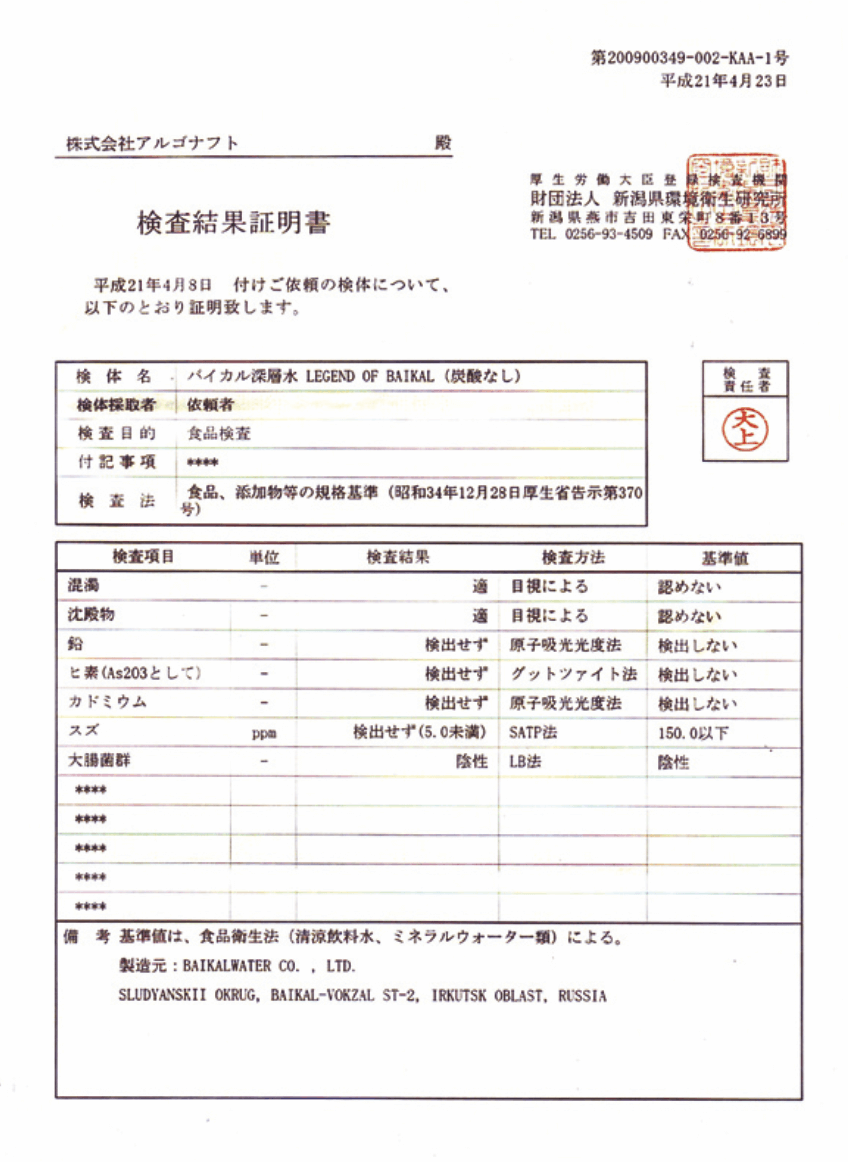 第200900349-002-KAA-1号
平成21年4月23日
株式会社アルゴナフト 殿
厚生労働大臣登録検査機関
財団法人 新潟県環境衛生研究所
新潟県燕市吉田東栄町8番13号
TEL 0256-93-4509 FAX 0256-92-6899
検査結果証明書
平成21年4月8日 付けご依頼の検体について、
以下のとおり証明致します。
検体名 バイカル深層水 LEGEND OF BAIKAL (炭酸なし)
検体採取者 依頼者
検査目的 食品検査
付記事項 ****
検査法 食品、添加物等の規格基準 (昭和34年12月28日厚生省告示第370
号)
検査
責任者
大上
検査項目 単位 検査結果 検査方法 基準値
混濁 - 適 目視による 認めない
沈殿物 - 適 目視による 認めない
鉛 - 検出せず 原子吸光光度法 検出しない
ヒ素(As203として) - 検出せず グットツァイト法 検出しない
カドミウム - 検出せず 原子吸光光度法 検出しない
スズ ppm 検出せず(5.0未満) SATP法 150.0以下
大腸菌群 - 陰性 LB法 陰性
****
****
****
****
****
備考 基準値は、食品衛生法 (清涼飲料水、ミネラルウォーター類) による。
製造元:BAIKALWATER CO. , LTD.
SLUDYANSKII OKRUG, BAIKAL-VOKZAL ST-2, IRKUTSK OBLAST, RUSSIA